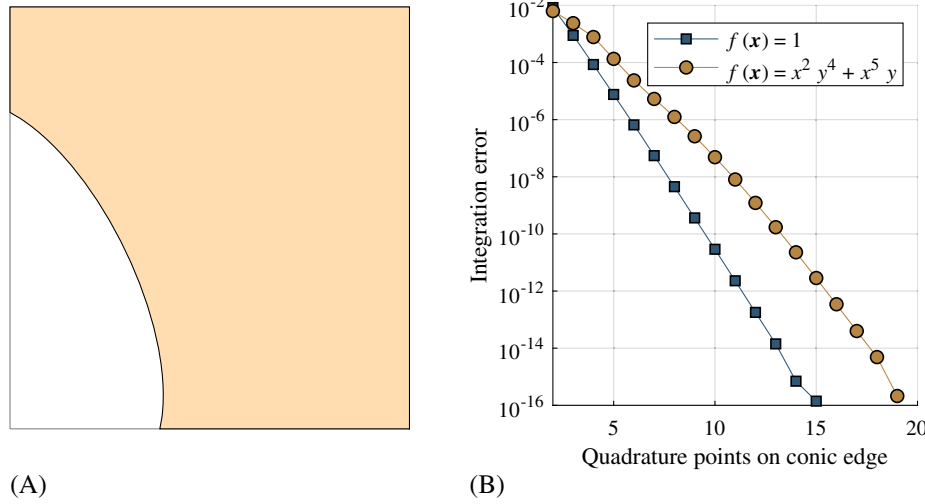 10^-2
10^-4
10^-6
10^-8
10^-10
10^-12
10^-14
10^-16
Integration error
f (x) = 1
f (x) = x^2 y^4 + x^5 y
5 10 15 20
Quadrature points on conic edge
(A) (B)